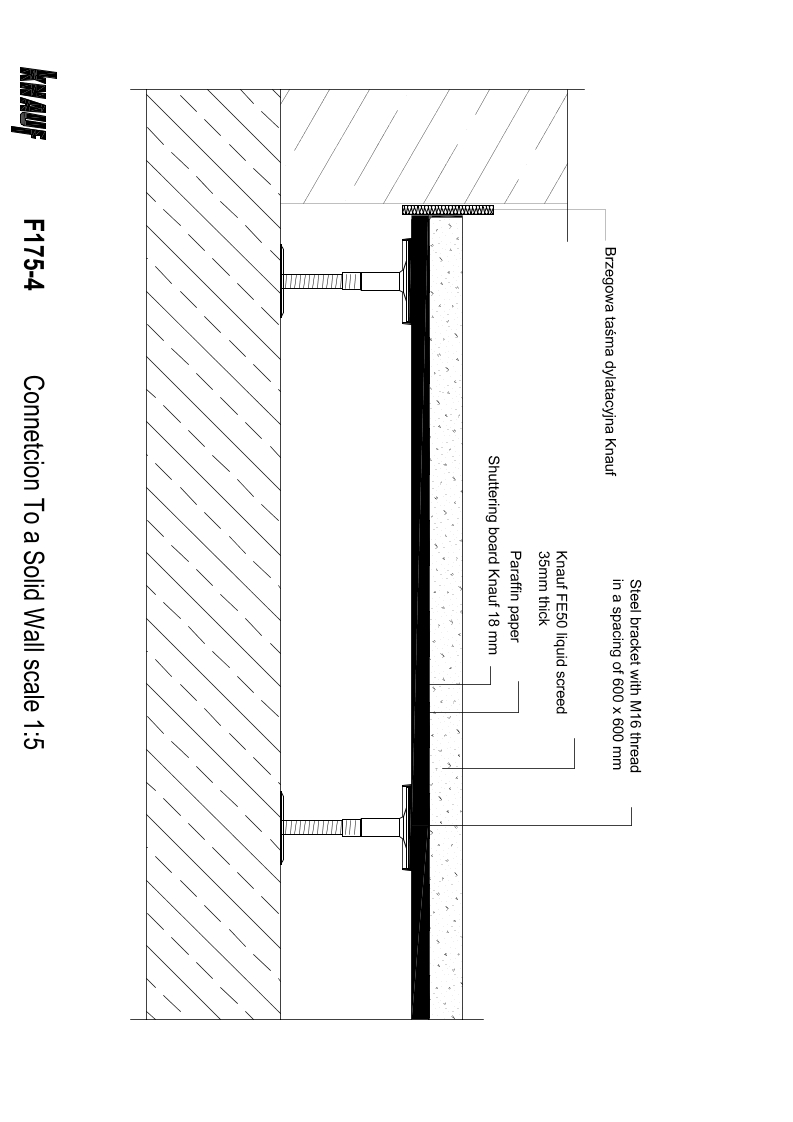 Steel bracket with M16 thread
in a spacing of 600 x 600 mm
Brzegowa taśma dylatacyjna Knauf
Knauf FE50 liquid screed
35mm thick
Paraffin paper
Shuttering board Knauf 18 mm
KNAUF F175-4 Connetcion To a Solid Wall scale 1:5